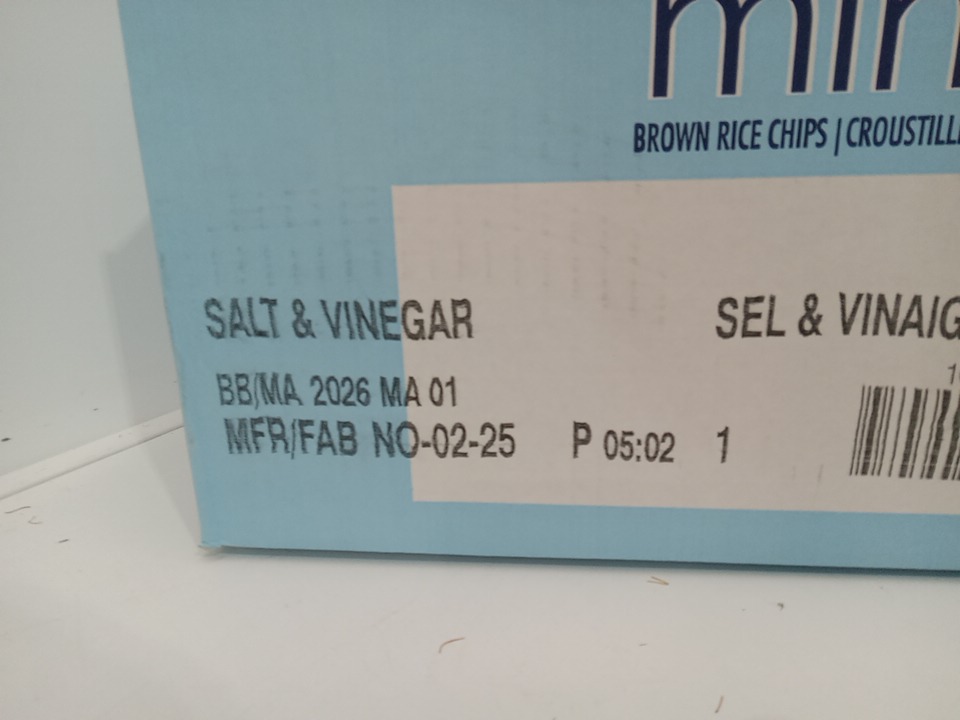 BROWN RICE CHIPS | CROUSTILL
SALT & VINEGAR SEL & VINAIG
BB/MA 2026 MA 01
MFR/FAB NO-02-25 P 05:02 1